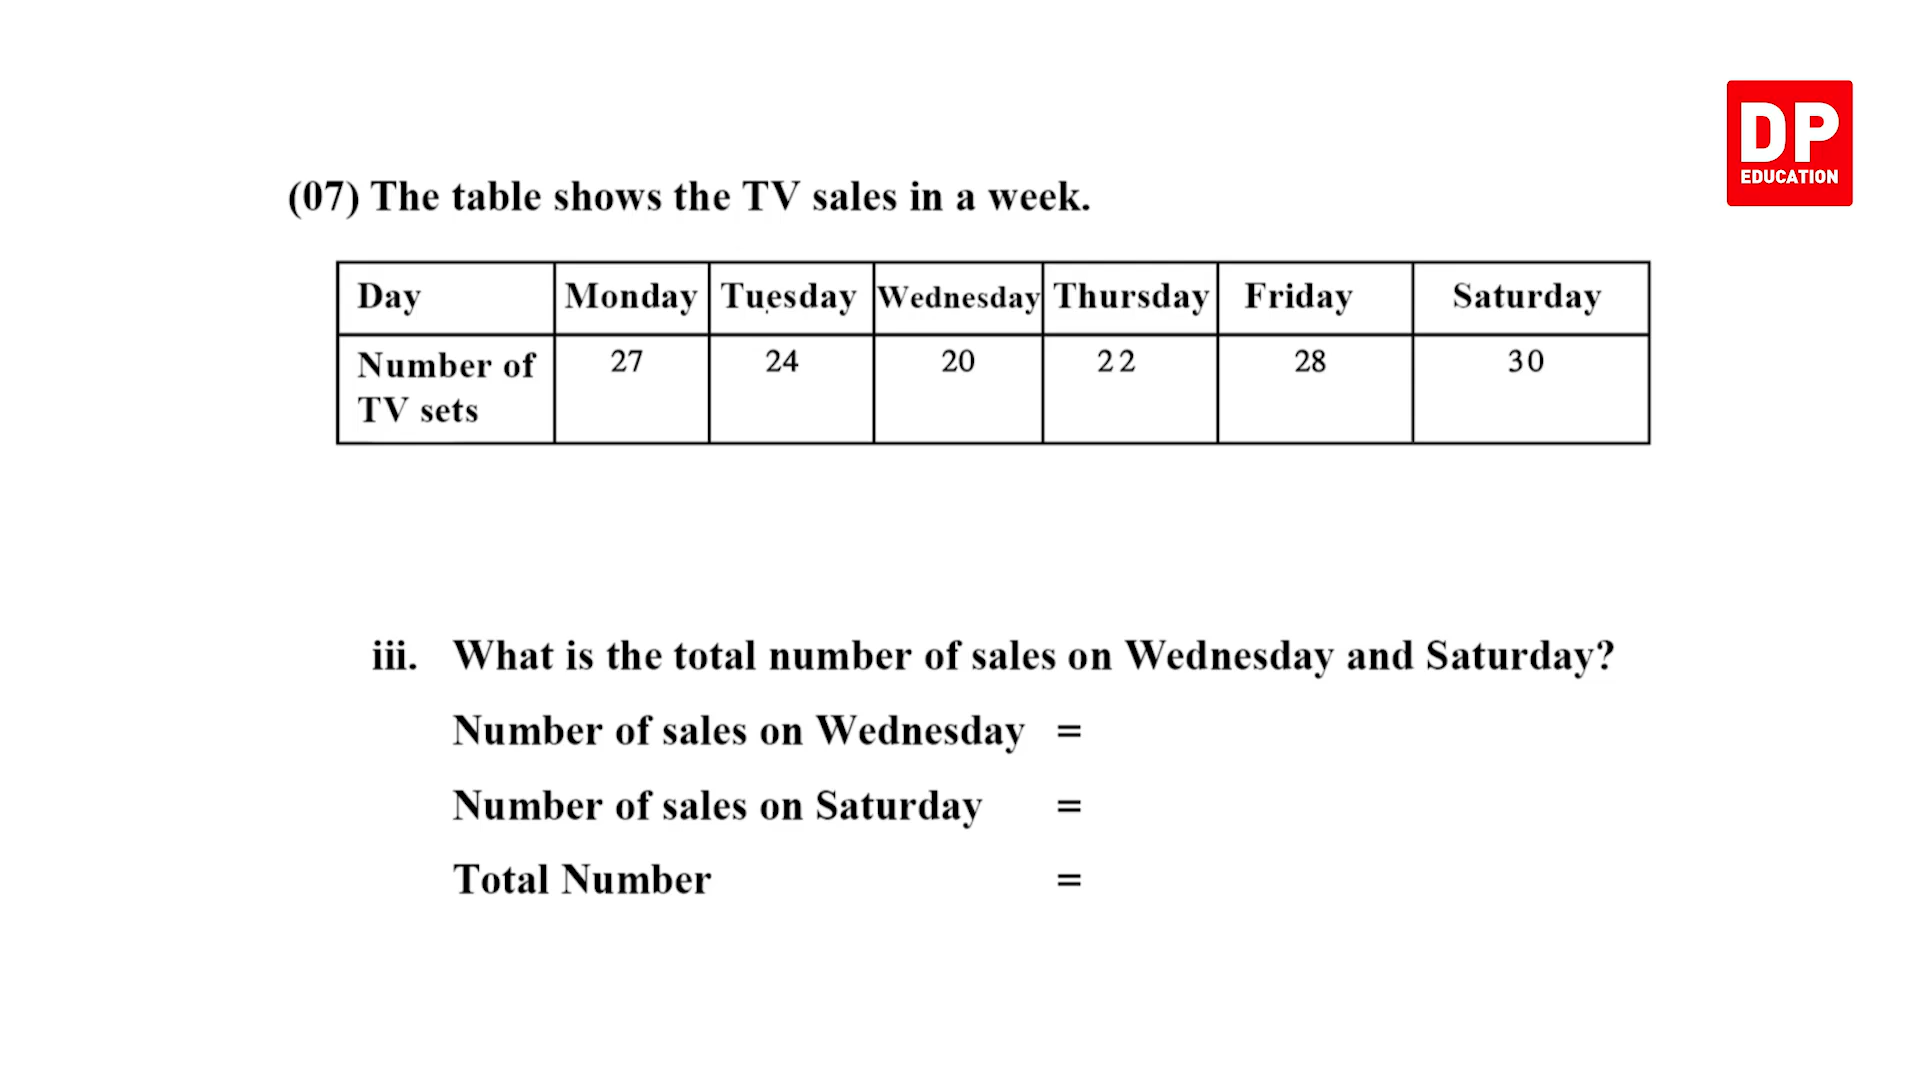 DP
EDUCATION
(07) The table shows the TV sales in a week.
Day Monday Tuesday Wednesday Thursday Friday Saturday
Number of TV sets 27 24 20 22 28 30
iii. What is the total number of sales on Wednesday and Saturday?
Number of sales on Wednesday =
Number of sales on Saturday =
Total Number =